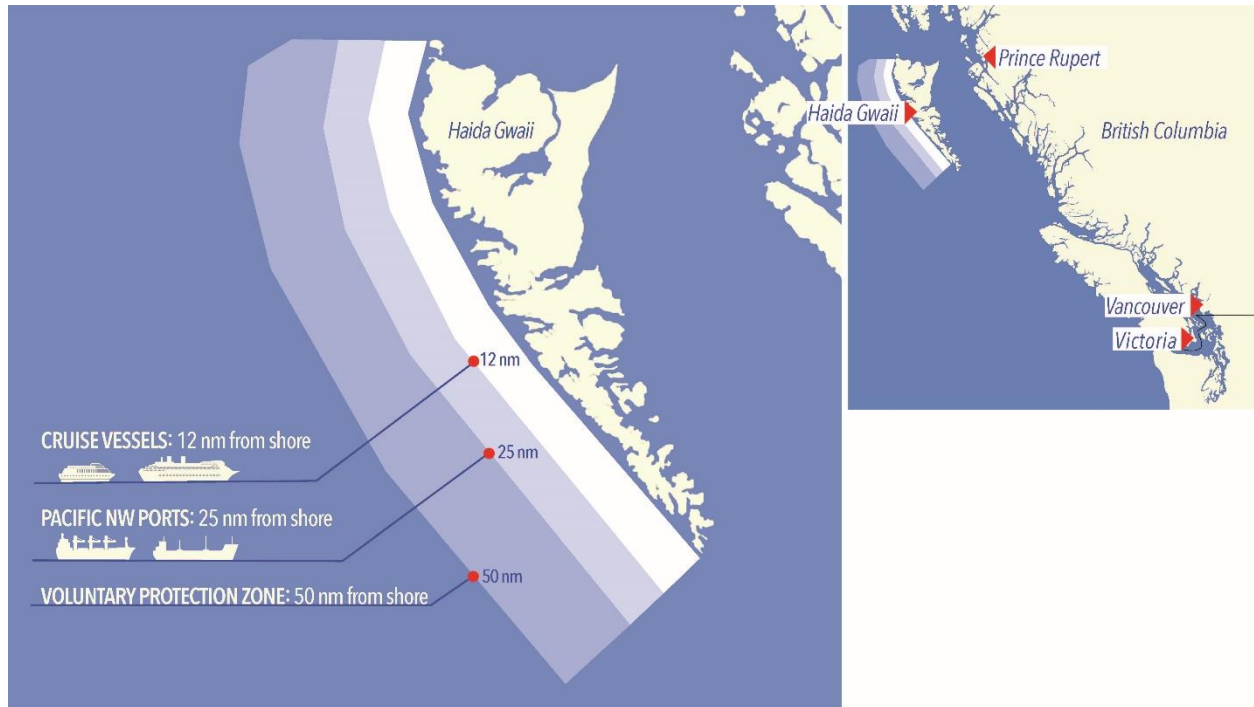 Haida Gwaii
12 nm
CRUISE VESSELS: 12 nm from shore
25 nm
PACIFIC NW PORTS: 25 nm from shore
50 nm
VOLUNTARY PROTECTION ZONE: 50 nm from shore
Prince Rupert
Haida Gwaii
British Columbia
Vancouver
Victoria